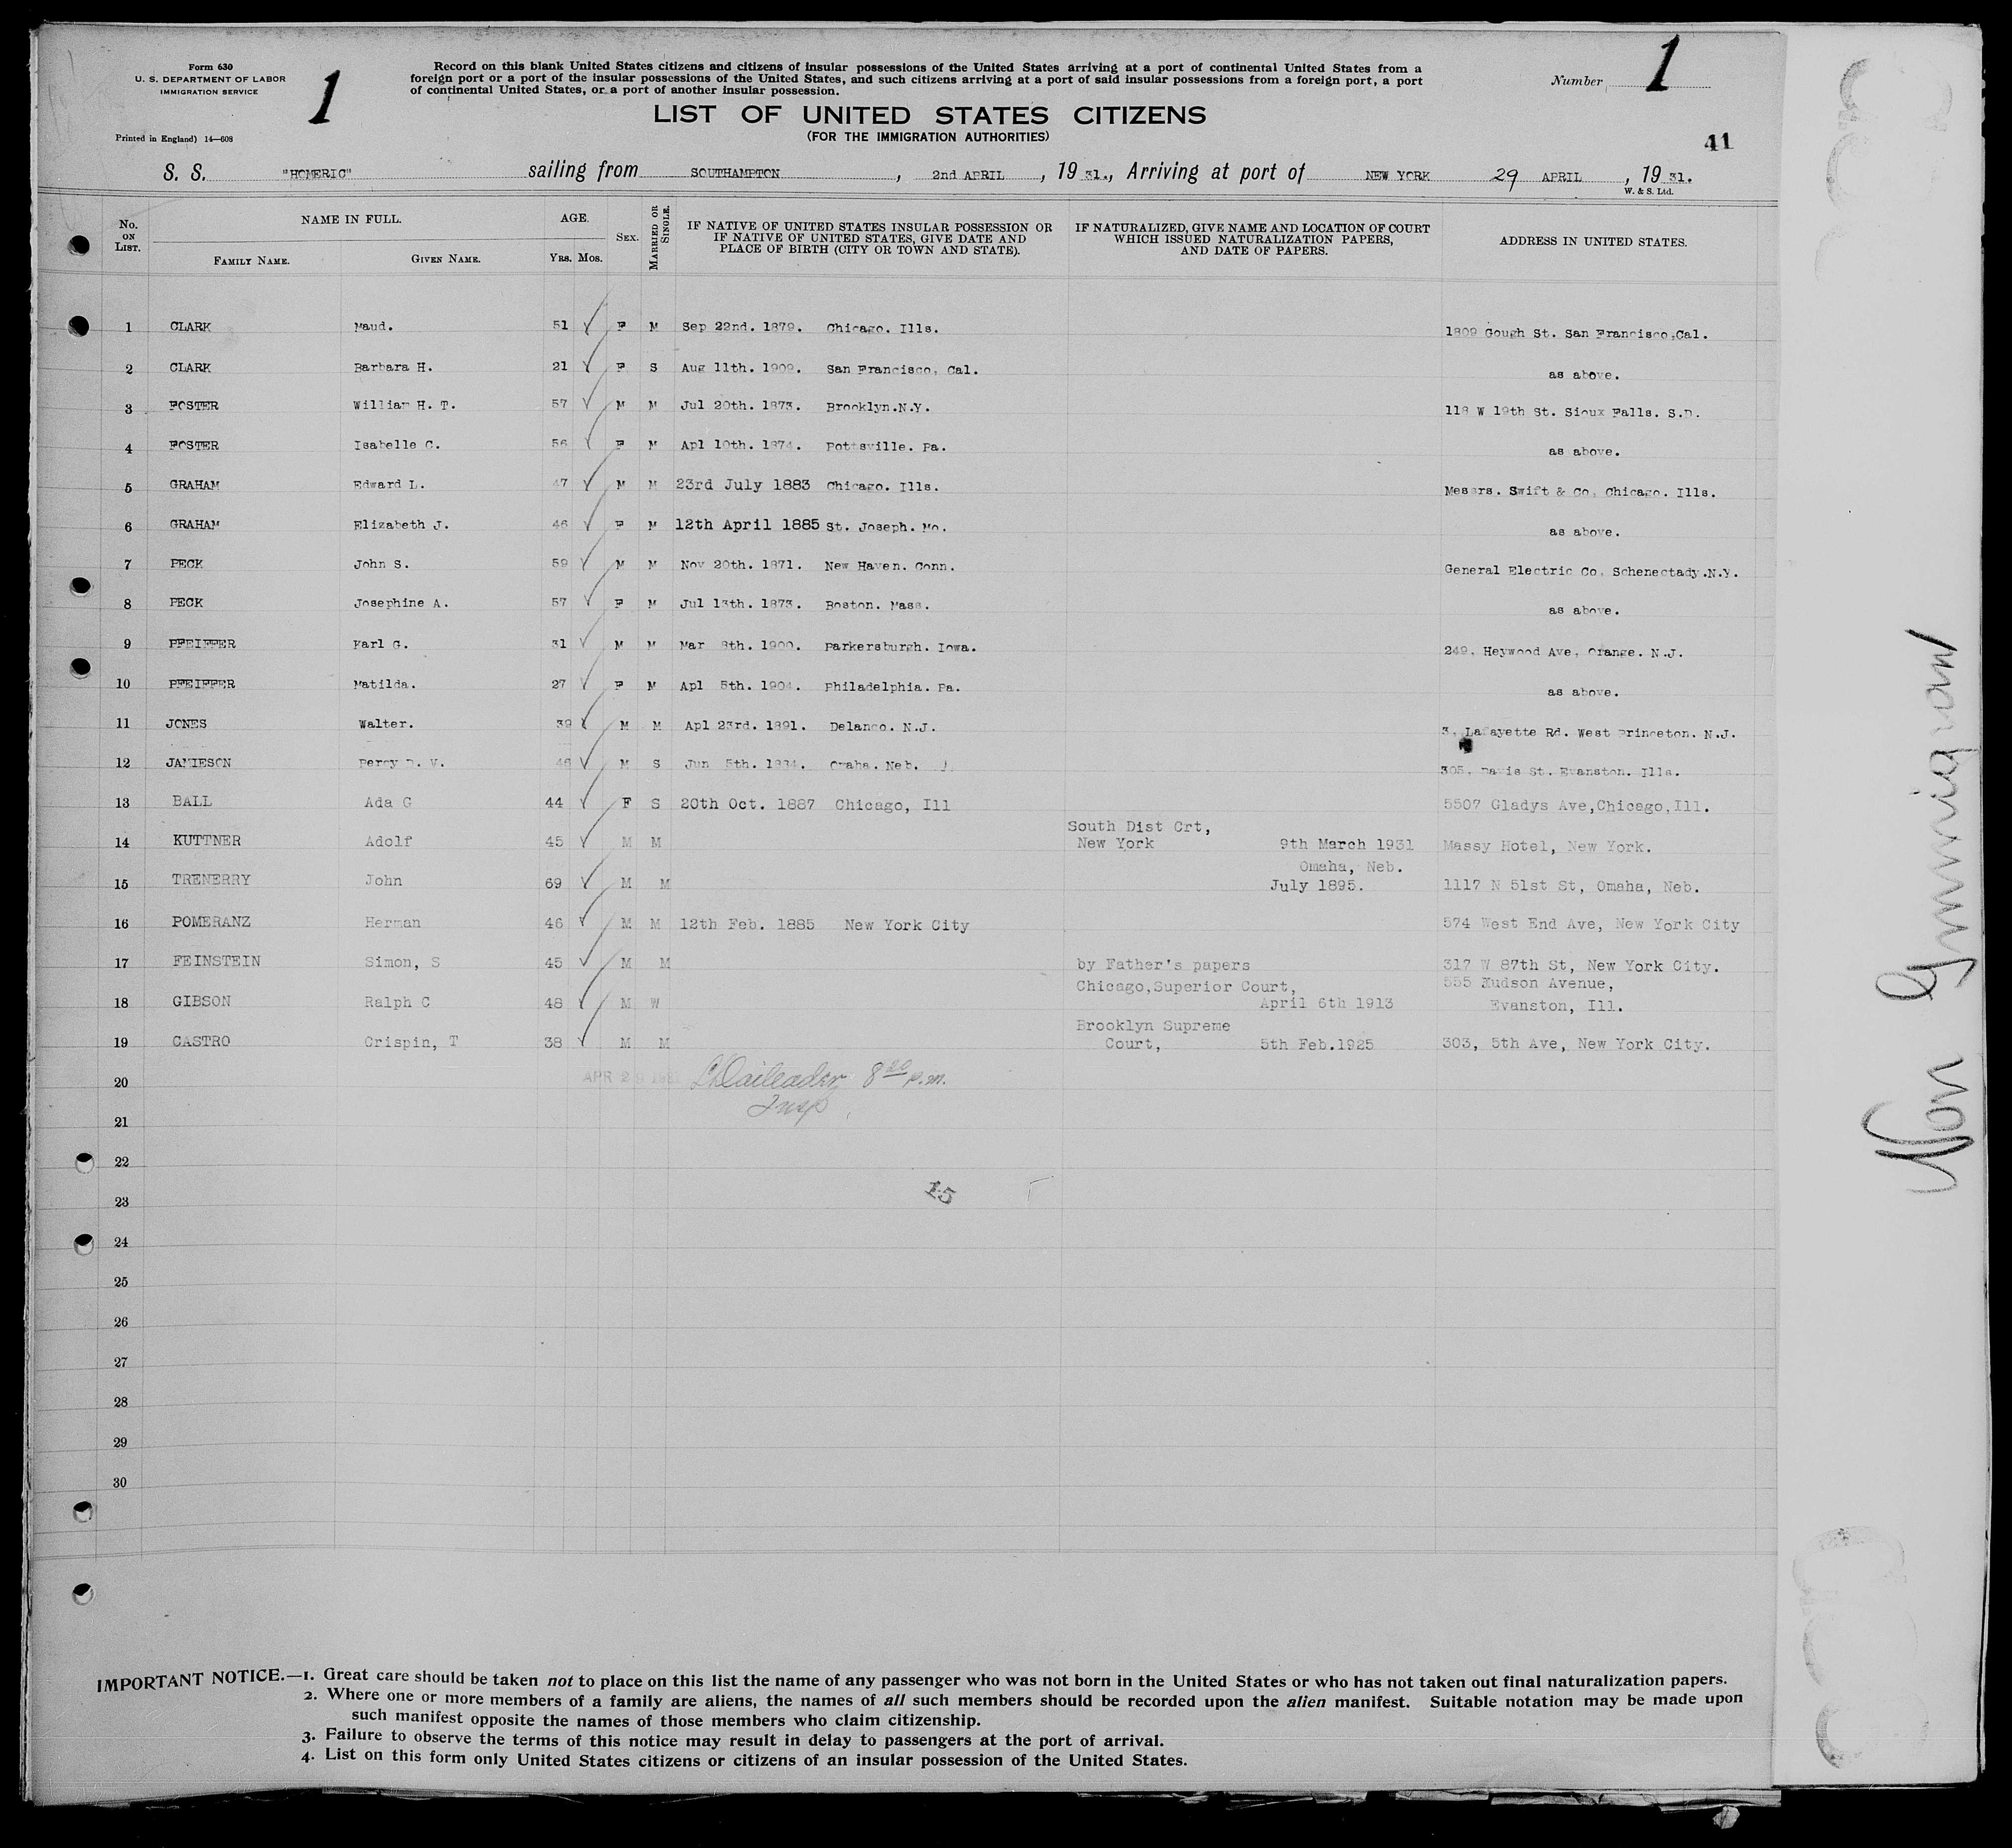 Form 630
U. S. DEPARTMENT OF LABOR
IMMIGRATION SERVICE
Printed in England) 14—608
1
Record on this blank United States citizens and citizens of insular possessions of the United States arriving at a port of continental United States from a
foreign port or a port of the insular possessions of the United States, and such citizens arriving at a port of said insular possessions from a foreign port, a port
of continental United States, or a port of another insular possession.
Number 1
LIST OF UNITED STATES CITIZENS
(FOR THE IMMIGRATION AUTHORITIES)
41
S. S. "HOMERIC" sailing from SOUTHAMPTON, 2nd APRIL, 19 31., Arriving at port of NEW YORK 29 APRIL, 19 31.
W. & S. Ltd.
No. ON LIST. NAME IN FULL. FAMILY NAME. GIVEN NAME. AGE. YRS. MOS. SEX. MARRIED OR SINGLE. IF NATIVE OF UNITED STATES INSULAR POSSESSION OR IF NATIVE OF UNITED STATES, GIVE DATE AND PLACE OF BIRTH (CITY OR TOWN AND STATE). IF NATURALIZED, GIVE NAME AND LOCATION OF COURT WHICH ISSUED NATURALIZATION PAPERS, AND DATE OF PAPERS. ADDRESS IN UNITED STATES.
1 CLARK Maud. 51 F M Sep 22nd. 1879. Chicago. Ills. 1809 Gough St. San Francisco,Cal.
2 CLARK Barbara H. 21 F S Aug 11th. 1909. San Francisco, Cal. as above.
3 FOSTER William H. T. 57 M M Jul 20th. 1873. Brooklyn.N.Y. 118 W 19th St. Sioux Falls. S.D.
4 FOSTER Isabelle C. 56 F M Apl 10th. 1874. Pottsville. Pa. as above.
5 GRAHAM Edward L. 47 M M 23rd July 1883 Chicago. Ills. Messrs. Swift & Co. Chicago. Ills.
6 GRAHAM Elizabeth J. 46 F M 12th April 1885 St. Joseph. Mo. as above.
7 PECK John S. 59 M M Nov 20th. 1871. New Haven. Conn. General Electric Co. Schenectady.N.Y.
8 PECK Josephine A. 57 F M Jul 13th. 1873. Boston. Mass. as above.
9 PFEIFFER Karl G. 31 M M Mar 8th. 1900. Parkersburgh. Iowa. 249. Heywood Ave. Orange. N.J.
10 PFEIFFER Matilda. 27 F M Apl 5th. 1904. Philadelphia. Pa. as above.
11 JONES Walter. 39 M M Apl 23rd. 1891. Delanco. N.J. 3. Lafayette Rd. West Princeton. N.J.
12 JAMIESON Percy D. V. 46 M S Jun 5th. 1884. Omaha. Neb. 305. Davis St. Evanston. Ills.
13 BALL Ada G 44 F S 20th Oct. 1887 Chicago, Ill 5507 Gladys Ave,Chicago,Ill.
South Dist Crt,
14 KUTTNER Adolf 45 M M New York 9th March 1931 Massy Hotel, New York.
Omaha, Neb.
15 TRENERRY John 69 M M July 1895. 1117 N 51st St, Omaha, Neb.
16 POMERANZ Herman 46 M M 12th Feb. 1885 New York City 574 West End Ave, New York City
17 FEINSTEIN Simon, S 45 M M by Father's papers 317 W 87th St, New York City.
Chicago,Superior Court, 555 Hudson Avenue,
18 GIBSON Ralph C 48 M W April 6th 1913 Evanston, Ill.
Brooklyn Supreme
19 CASTRO Crispin, T 38 M M Court, 5th Feb.1925 303, 5th Ave, New York City.
20 APR 29 1931 8 20 p.m.
Insp
21
22
23 15
24
25
26
27
28
29
30
Non Immigrant
IMPORTANT NOTICE.—1. Great care should be taken not to place on this list the name of any passenger who was not born in the United States or who has not taken out final naturalization papers.
2. Where one or more members of a family are aliens, the names of all such members should be recorded upon the alien manifest. Suitable notation may be made upon
such manifest opposite the names of those members who claim citizenship.
3. Failure to observe the terms of this notice may result in delay to passengers at the port of arrival.
4. List on this form only United States citizens or citizens of an insular possession of the United States.